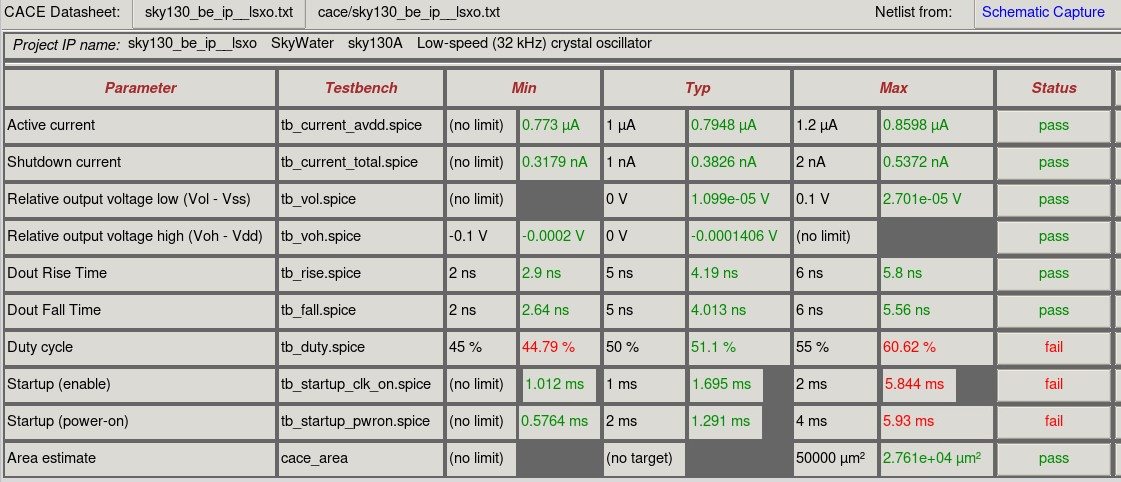 CACE Datasheet: sky130_be_ip__lsxo.txt cace/sky130_be_ip__lsxo.txt Netlist from: Schematic Capture
Project IP name: sky130_be_ip__lsxo SkyWater sky130A Low-speed (32 kHz) crystal oscillator
Parameter Testbench Min Typ Max Status
Active current tb_current_avdd.spice (no limit) 0.773 µA 1 µA 0.7948 µA 1.2 µA 0.8598 µA pass
Shutdown current tb_current_total.spice (no limit) 0.3179 nA 1 nA 0.3826 nA 2 nA 0.5372 nA pass
Relative output voltage low (Vol - Vss) tb_vol.spice (no limit) 0 V 1.099e-05 V 0.1 V 2.701e-05 V pass
Relative output voltage high (Voh - Vdd) tb_voh.spice -0.1 V -0.0002 V 0 V -0.0001406 V (no limit) pass
Dout Rise Time tb_rise.spice 2 ns 2.9 ns 5 ns 4.19 ns 6 ns 5.8 ns pass
Dout Fall Time tb_fall.spice 2 ns 2.64 ns 5 ns 4.013 ns 6 ns 5.56 ns pass
Duty cycle tb_duty.spice 45 % 44.79 % 50 % 51.1 % 55 % 60.62 % fail
Startup (enable) tb_startup_clk_on.spice (no limit) 1.012 ms 1 ms 1.695 ms 2 ms 5.844 ms fail
Startup (power-on) tb_startup_pwron.spice (no limit) 0.5764 ms 2 ms 1.291 ms 4 ms 5.93 ms fail
Area estimate cace_area (no limit) (no target) 50000 µm² 2.761e+04 µm² pass